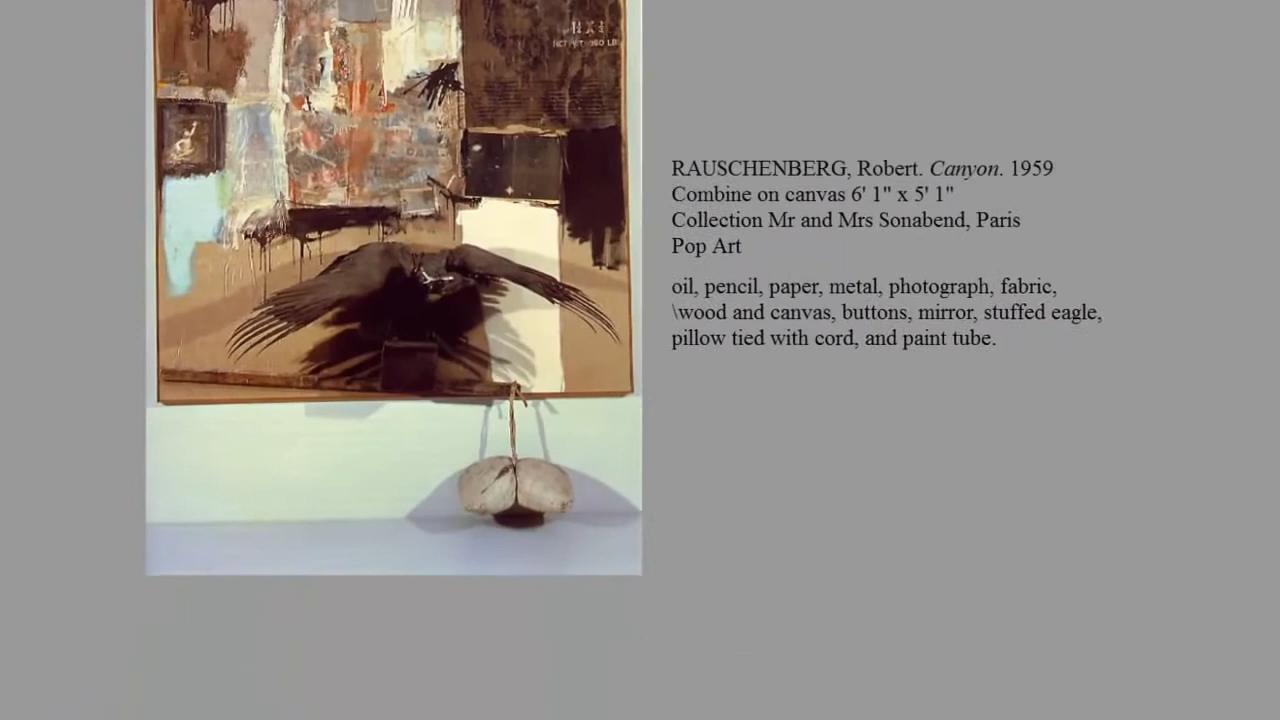 RAUSCHENBERG, Robert. Canyon. 1959
Combine on canvas 6' 1" x 5' 1"
Collection Mr and Mrs Sonabend, Paris
Pop Art
oil, pencil, paper, metal, photograph, fabric,
\wood and canvas, buttons, mirror, stuffed eagle,
pillow tied with cord, and paint tube.